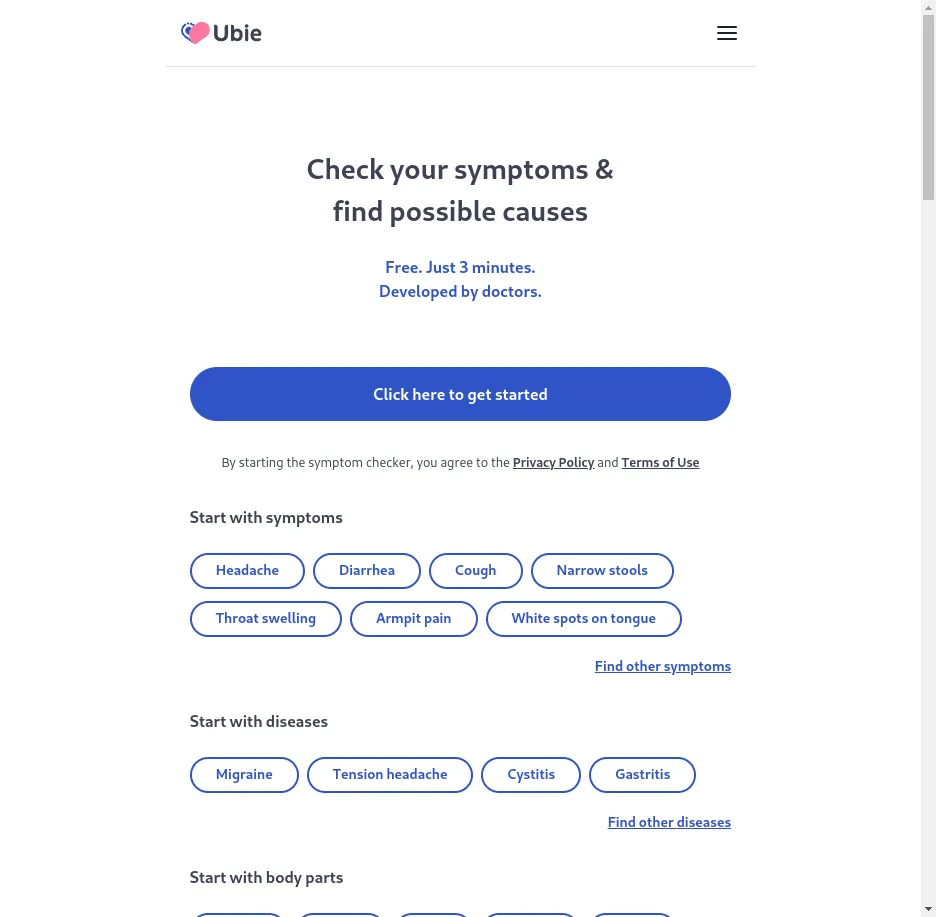 Ubie
Check your symptoms &
find possible causes
Free. Just 3 minutes.
Developed by doctors.
Click here to get started
By starting the symptom checker, you agree to the Privacy Policy and Terms of Use
Start with symptoms
Headache Diarrhea Cough Narrow stools
Throat swelling Armpit pain White spots on tongue
Find other symptoms
Start with diseases
Migraine Tension headache Cystitis Gastritis
Find other diseases
Start with body parts